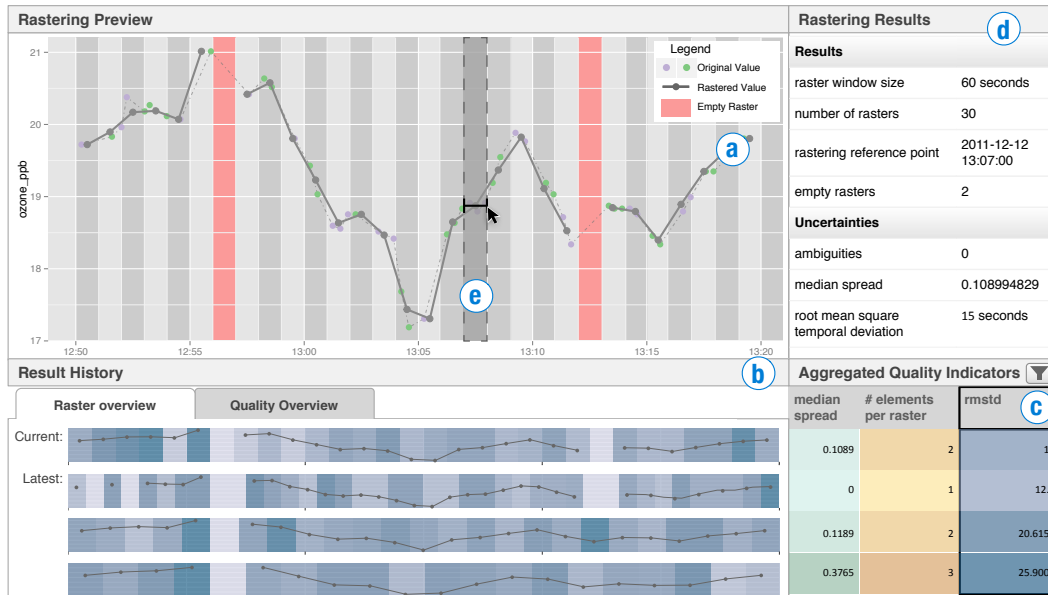 Rastering Preview
21
20
19
18
17
ozone_ppb
12:50
12:55
13:00
13:05
13:10
13:15
13:20
Legend
Original Value
Rastered Value
Empty Raster
a
e
Rastering Results
d
Results
raster window size 60 seconds
number of rasters 30
rastering reference point 2011-12-12
13:07:00
empty rasters 2
Uncertainties
ambiguities 0
median spread 0.108994829
root mean square
temporal deviation 15 seconds
Result History
b
Raster overview
Quality Overview
Current:
Latest:
Aggregated Quality Indicators
median
spread
# elements
per raster
rmstd
c
0.1089 2 1
0 1 12.
0.1189 2 20.615
0.3765 3 25.900